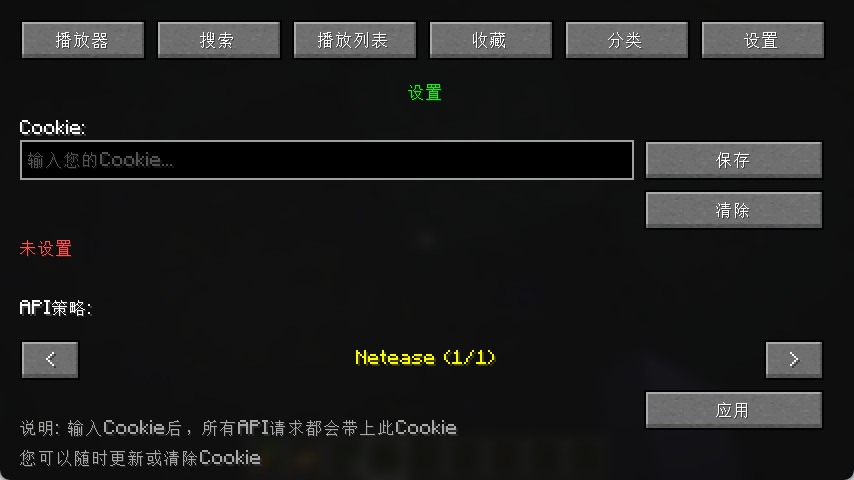 播放器 搜索 播放列表 收藏 分类 设置
设置
Cookie:
输入您的Cookie... 保存
清除
未设置
API策略:
< Netease (1/1) >
应用
说明: 输入Cookie后，所有API请求都会带上此Cookie
您可以随时更新或清除Cookie